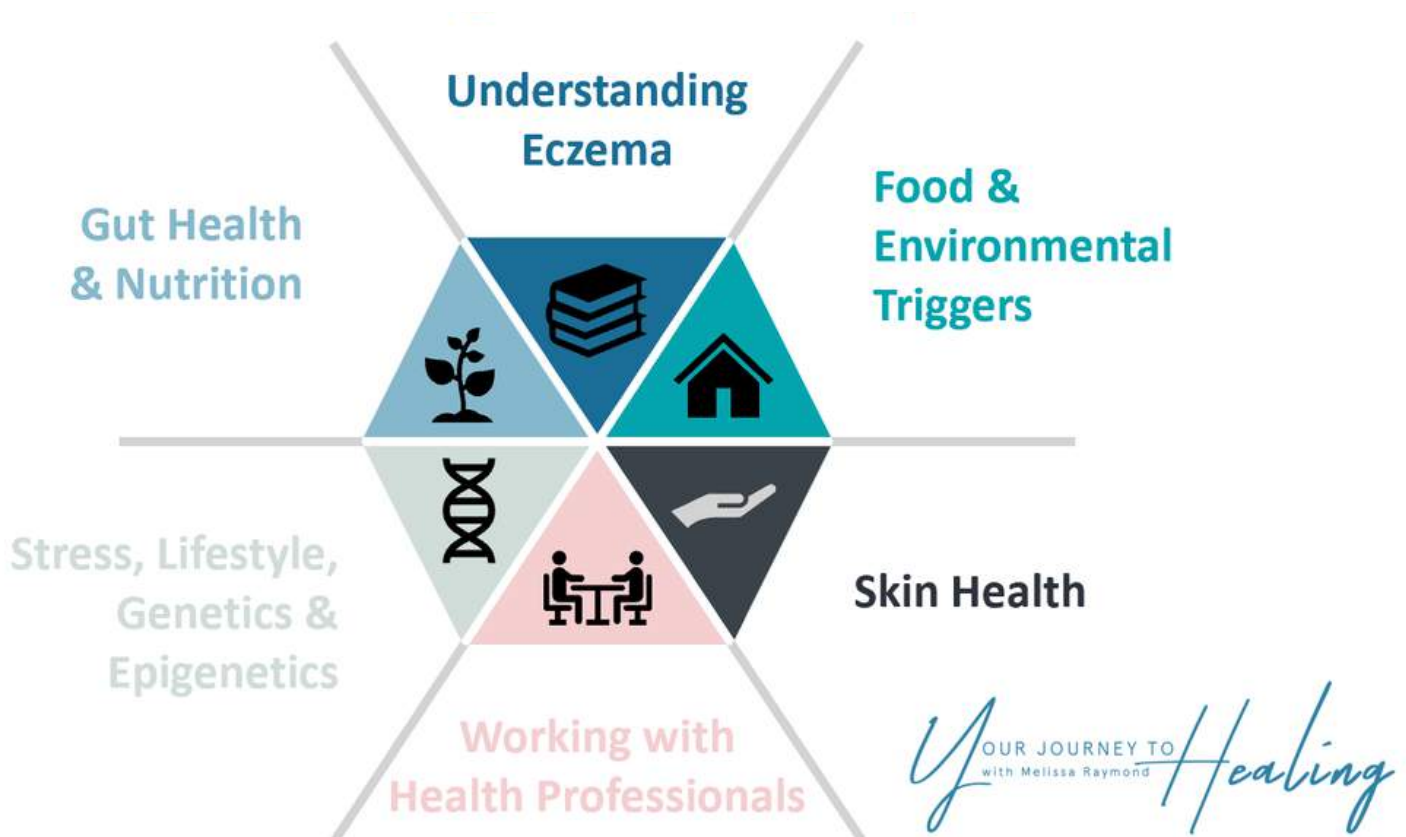 Understanding
Eczema
Food &
Environmental
Triggers
Skin Health
Working with
Health Professionals
Stress, Lifestyle,
Genetics &
Epigenetics
Gut Health
& Nutrition
YOUR JOURNEY TO Healing
with Melissa Raymond